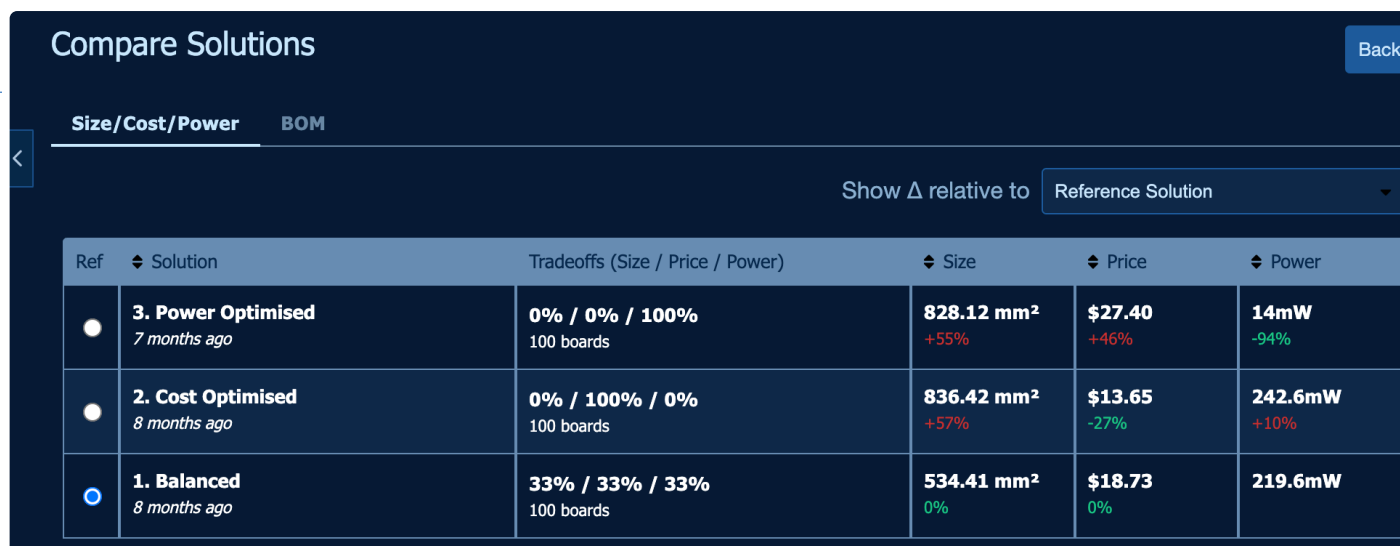 Compare Solutions
Back
Size/Cost/Power BOM
Show Δ relative to Reference Solution
Ref Solution Tradeoffs (Size / Price / Power) Size Price Power
3. Power Optimised 0% / 0% / 100% 828.12 mm² $27.40 14mW
7 months ago 100 boards +55% +46% -94%
2. Cost Optimised 0% / 100% / 0% 836.42 mm² $13.65 242.6mW
8 months ago 100 boards +57% -27% +10%
1. Balanced 33% / 33% / 33% 534.41 mm² $18.73 219.6mW
8 months ago 100 boards 0% 0%